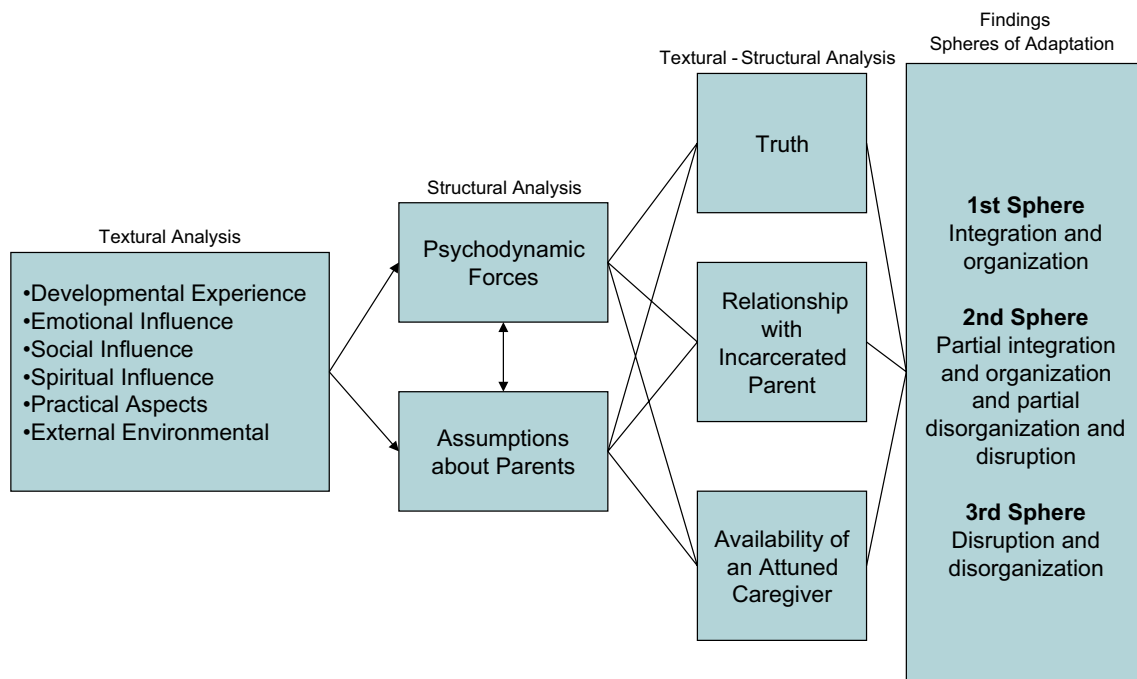 Textural Analysis
•Developmental Experience
•Emotional Influence
•Social Influence
•Spiritual Influence
•Practical Aspects
•External Environmental
Structural Analysis
Psychodynamic
Forces
Assumptions
about Parents
Textural - Structural Analysis
Truth
Relationship
with
Incarcerated
Parent
Availability of
an Attuned
Caregiver
Findings
Spheres of Adaptation
1st Sphere
Integration and
organization
2nd Sphere
Partial integration
and organization
and partial
disorganization and
disruption
3rd Sphere
Disruption and
disorganization